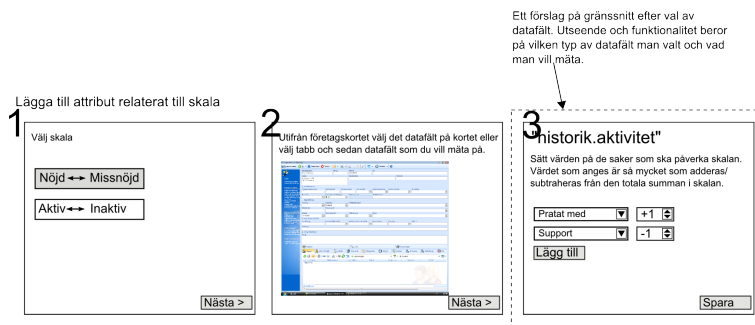 Ett förslag på gränssnitt efter val av
datafält. Utseende och funktionalitet beror
på vilken typ av datafält man valt och vad
man vill mäta.
Lägga till attribut relaterat till skala
1
Välj skala
Nöjd ↔ Missnöjd
Aktiv ↔ Inaktiv
Nästa >
2
Utifrån företagskortet välj det datafält på kortet eller
välj tabb och sedan datafält som du vill mäta på.
Nästa >
3
"historik.aktivitet"
Sätt värden på de saker som ska påverka skalan.
Värdet som anges är så mycket som adderas/
subtraheras från den totala summan i skalan.
Pratat med +1
Support -1
Lägg till
Spara